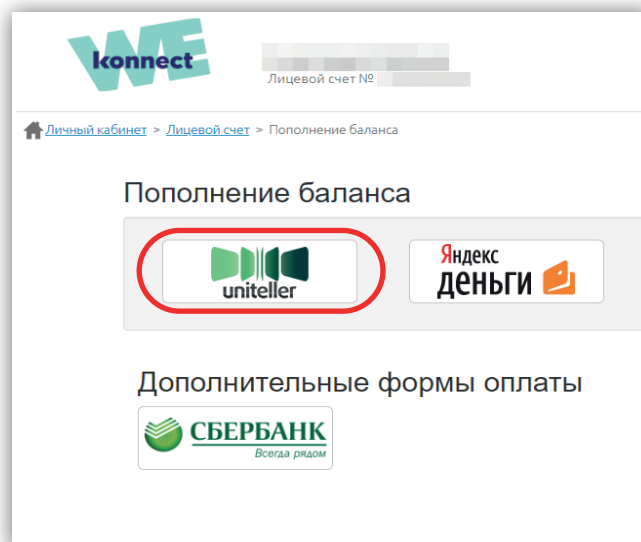 WE
konnect
Лицевой счет №
Личный кабинет > Лицевой счет > Пополнение баланса
Пополнение баланса
uniteller
Яндекс
деньги
Дополнительные формы оплаты
СБЕРБАНК
Всегда рядом